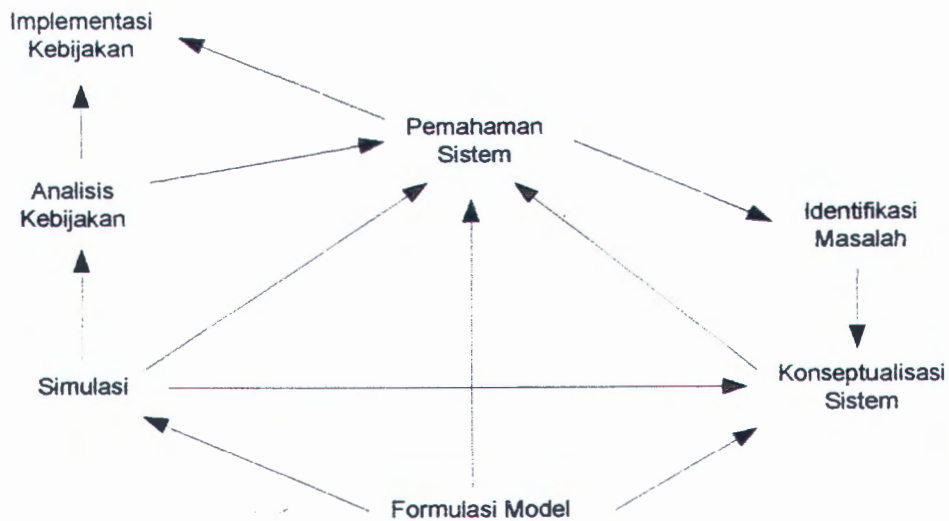 Implementasi
Kebijakan
Pemahaman
Sistem
Analisis
Kebijakan
Identifikasi
Masalah
Simulasi
Konseptualisasi
Sistem
Formulasi Model